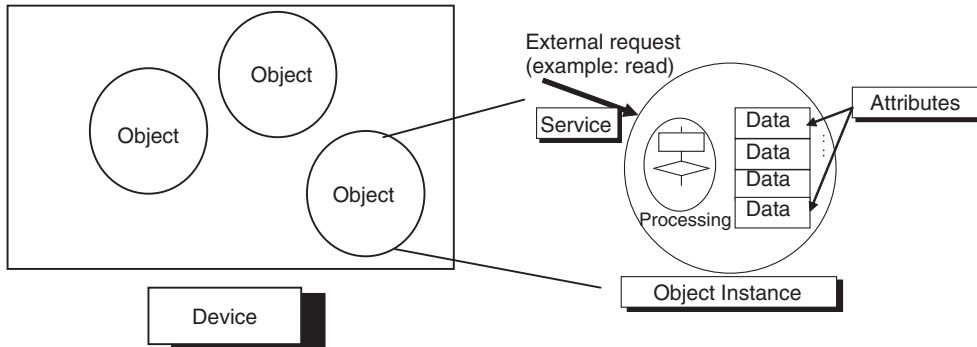 Object
Object
Object
Device
External request
(example: read)
Service
Attributes
Data
Data
Data
Data
Processing
Object Instance